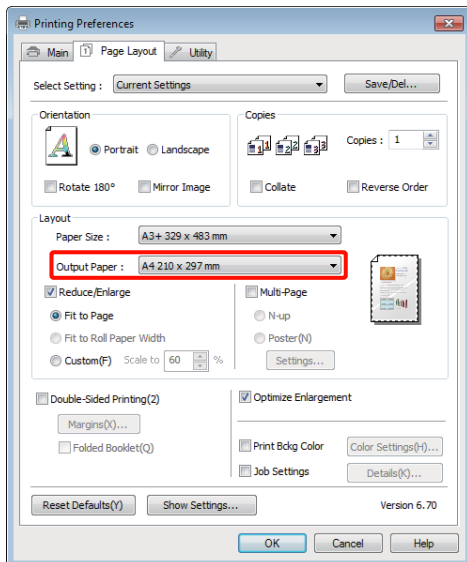 Printing Preferences
Main Page Layout Utility
Select Setting : Current Settings Save/Del...
Orientation Copies
Portrait Landscape Copies : 1
Rotate 180° Mirror Image Collate Reverse Order
Layout
Paper Size : A3+ 329 x 483 mm
Output Paper : A4 210 x 297 mm
Reduce/Enlarge Multi-Page
Fit to Page N-up
Fit to Roll Paper Width Poster(N)
Custom(F) Scale to 60 % Settings...
Double-Sided Printing(2) Optimize Enlargement
Margins(X)...
Folded Booklet(Q) Print Bckg Color Color Settings(H)...
Job Settings Details(K)...
Reset Defaults(Y) Show Settings... Version 6.70
OK Cancel Help